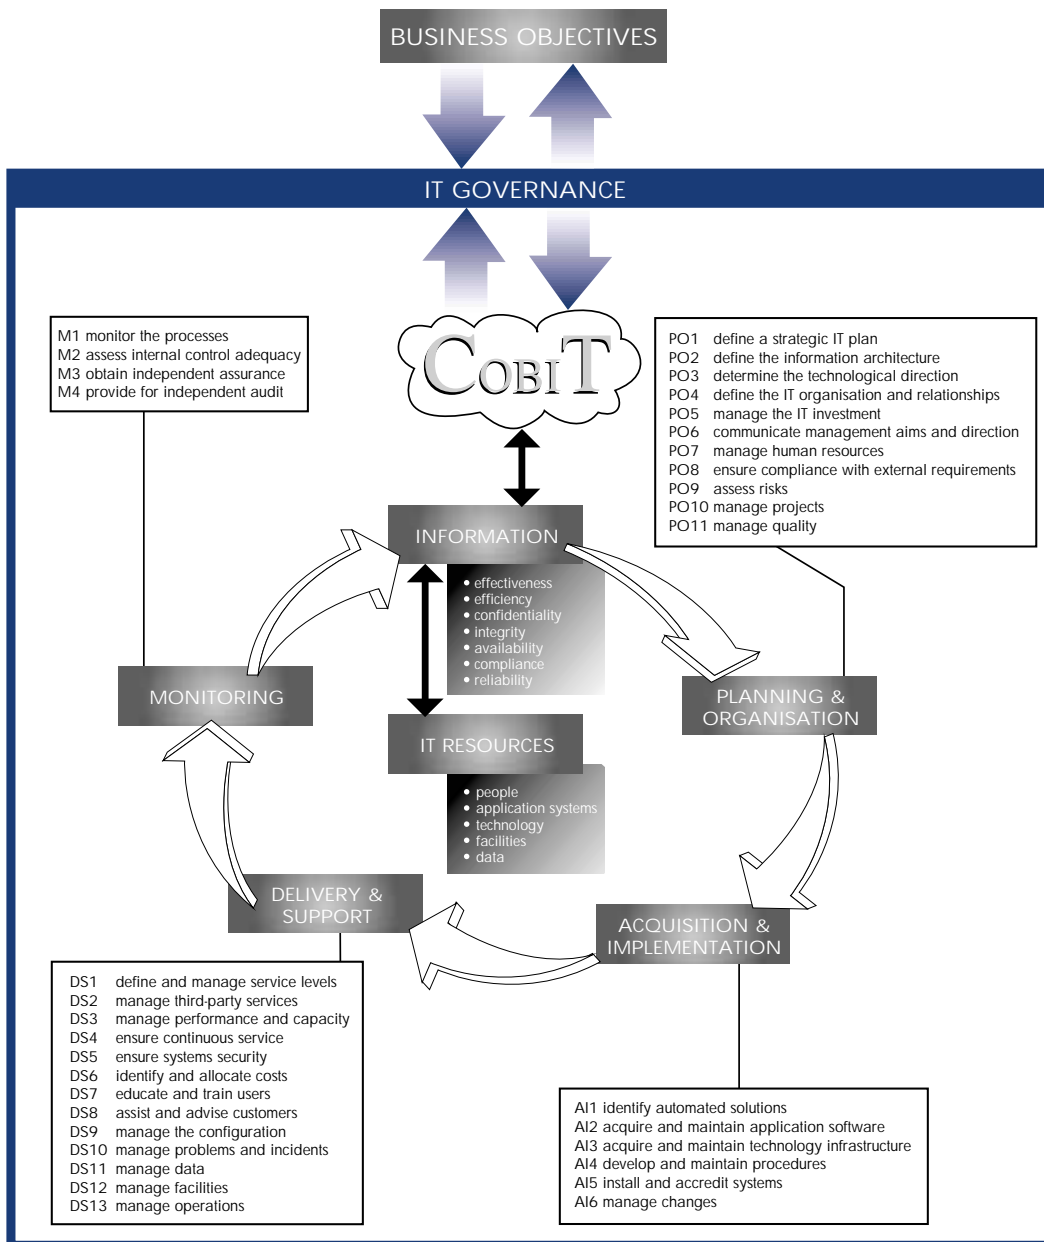 BUSINESS OBJECTIVES
IT GOVERNANCE
COBIT
M1 monitor the processes
M2 assess internal control adequacy
M3 obtain independent assurance
M4 provide for independent audit
PO1 define a strategic IT plan
PO2 define the information architecture
PO3 determine the technological direction
PO4 define the IT organisation and relationships
PO5 manage the IT investment
PO6 communicate management aims and direction
PO7 manage human resources
PO8 ensure compliance with external requirements
PO9 assess risks
PO10 manage projects
PO11 manage quality
INFORMATION
• effectiveness
• efficiency
• confidentiality
• integrity
• availability
• compliance
• reliability
MONITORING
PLANNING &
ORGANISATION
IT RESOURCES
• people
• application systems
• technology
• facilities
• data
DELIVERY &
SUPPORT
ACQUISITION &
IMPLEMENTATION
DS1 define and manage service levels
DS2 manage third-party services
DS3 manage performance and capacity
DS4 ensure continuous service
DS5 ensure systems security
DS6 identify and allocate costs
DS7 educate and train users
DS8 assist and advise customers
DS9 manage the configuration
DS10 manage problems and incidents
DS11 manage data
DS12 manage facilities
DS13 manage operations
AI1 identify automated solutions
AI2 acquire and maintain application software
AI3 acquire and maintain technology infrastructure
AI4 develop and maintain procedures
AI5 install and accredit systems
AI6 manage changes